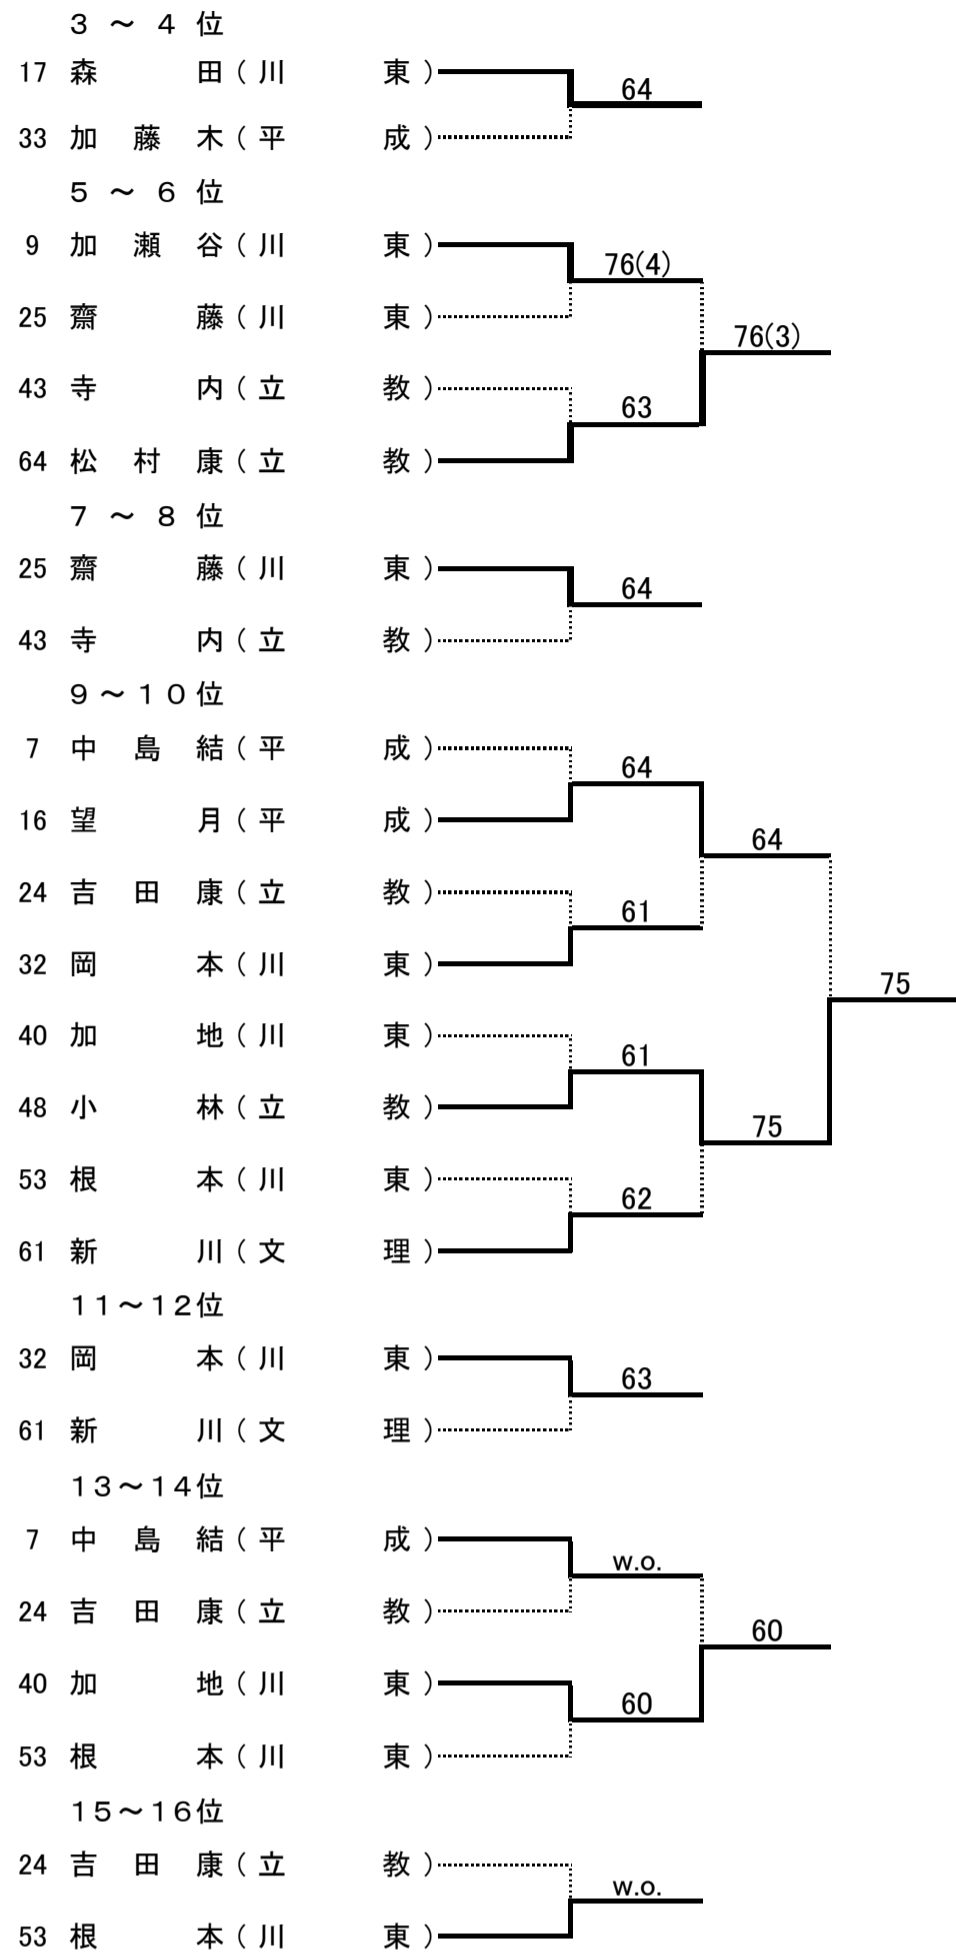 ３ ～ ４ 位
17 森 田 ( 川 東 )
64
33 加 藤 木 ( 平 成 )
５ ～ ６ 位
9 加 瀬 谷 ( 川 東 )
76(4)
25 齋 藤 ( 川 東 )
76(3)
43 寺 内 ( 立 教 )
63
64 松 村 康 ( 立 教 )
７ ～ ８ 位
25 齋 藤 ( 川 東 )
64
43 寺 内 ( 立 教 )
９～１０位
7 中 島 結 ( 平 成 )
64
16 望 月 ( 平 成 )
64
24 吉 田 康 ( 立 教 )
61
32 岡 本 ( 川 東 )
75
40 加 地 ( 川 東 )
61
48 小 林 ( 立 教 )
75
53 根 本 ( 川 東 )
62
61 新 川 ( 文 理 )
１１～１２位
32 岡 本 ( 川 東 )
63
61 新 川 ( 文 理 )
１３～１４位
7 中 島 結 ( 平 成 )
w.o.
24 吉 田 康 ( 立 教 )
60
40 加 地 ( 川 東 )
60
53 根 本 ( 川 東 )
１５～１６位
24 吉 田 康 ( 立 教 )
w.o.
53 根 本 ( 川 東 )